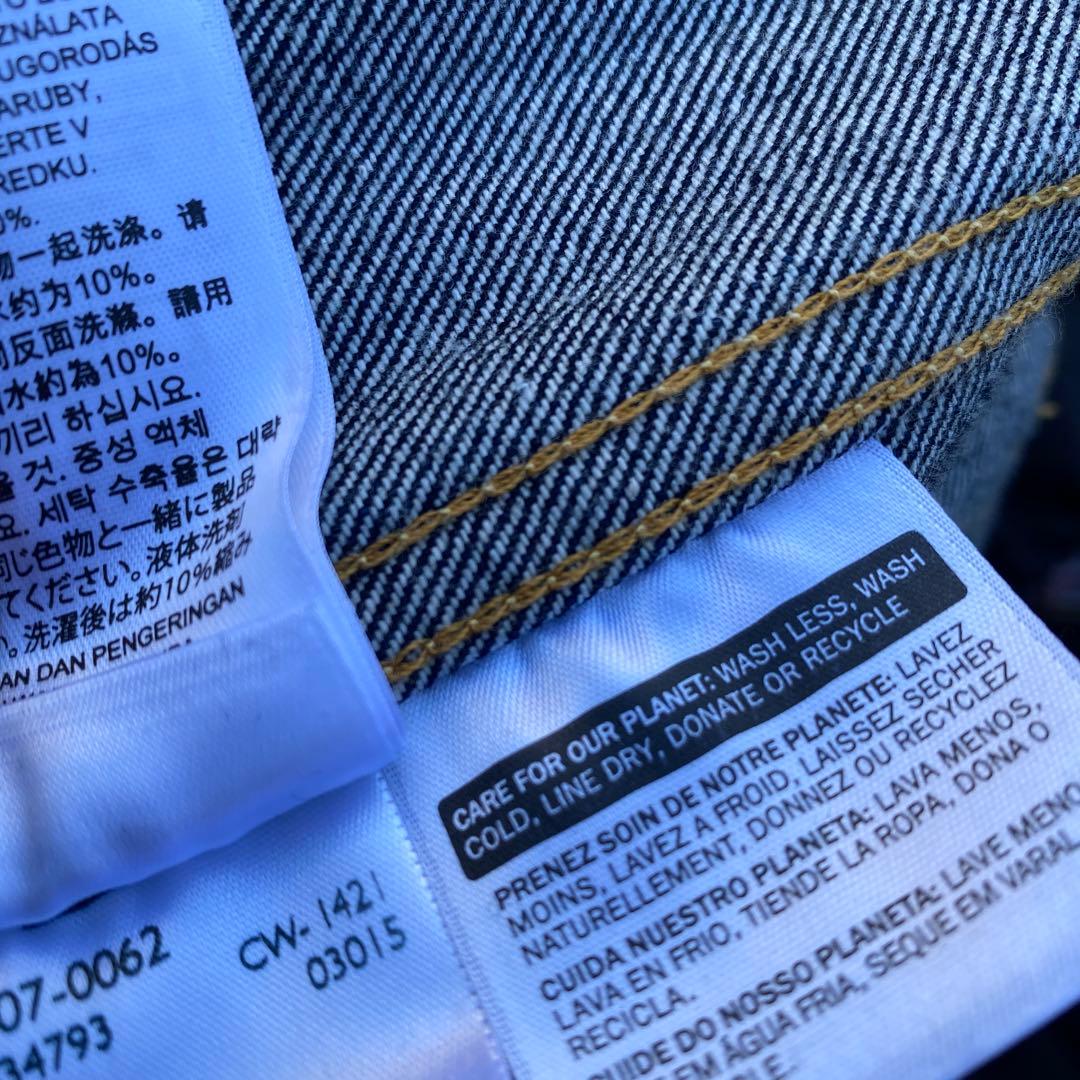 ZNÁLATA
UGORODÁS
ARUBY,
ERTE V
REDKU.
0%.
物一起洗涤。请
水约为10%。
反面洗滌。請用
水約為10%。
끼리 하십시요.
것. 중성 액체
요. 세탁 수축율은 대략
同じ色物と一緒に製品
てください。液体洗剤
い。洗濯後は約10%縮み
AN DAN PENGERINGAN
07-0062
34793
CW-1421
03015
CARE FOR OUR PLANET: WASH LESS, WASH
COLD, LINE DRY, DONATE OR RECYCLE
PRENEZ SOIN DE NOTRE PLANETE: LAVEZ
MOINS, LAVEZ A FROID, LAISSEZ SECHER
NATURELLEMENT, DONNEZ OU RECYCLEZ
CUIDA NUESTRO PLANETA: LAVA MENOS,
LAVA EN FRIO, TIENDE LA ROPA, DONA O
RECICLA.
CUIDE DO NOSSO PLANETA: LAVE MENO
EM ÁGUA FRIA, SEQUE EM VARAL,